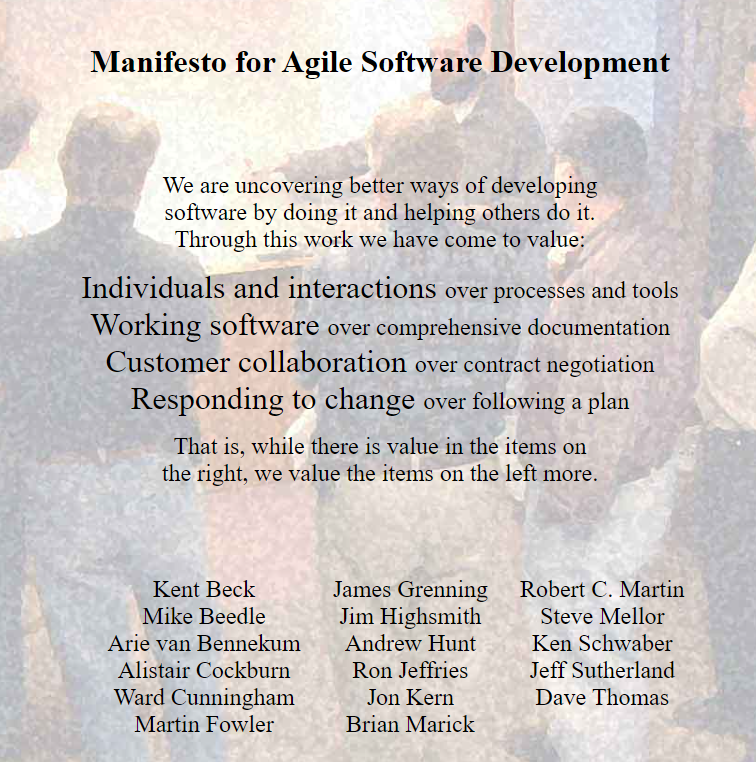 Manifesto for Agile Software Development
We are uncovering better ways of developing
software by doing it and helping others do it.
Through this work we have come to value:
Individuals and interactions over processes and tools
Working software over comprehensive documentation
Customer collaboration over contract negotiation
Responding to change over following a plan
That is, while there is value in the items on
the right, we value the items on the left more.
Kent Beck
Mike Beedle
Arie van Bennekum
Alistair Cockburn
Ward Cunningham
Martin Fowler
James Grenning
Jim Highsmith
Andrew Hunt
Ron Jeffries
Jon Kern
Brian Marick
Robert C. Martin
Steve Mellor
Ken Schwaber
Jeff Sutherland
Dave Thomas